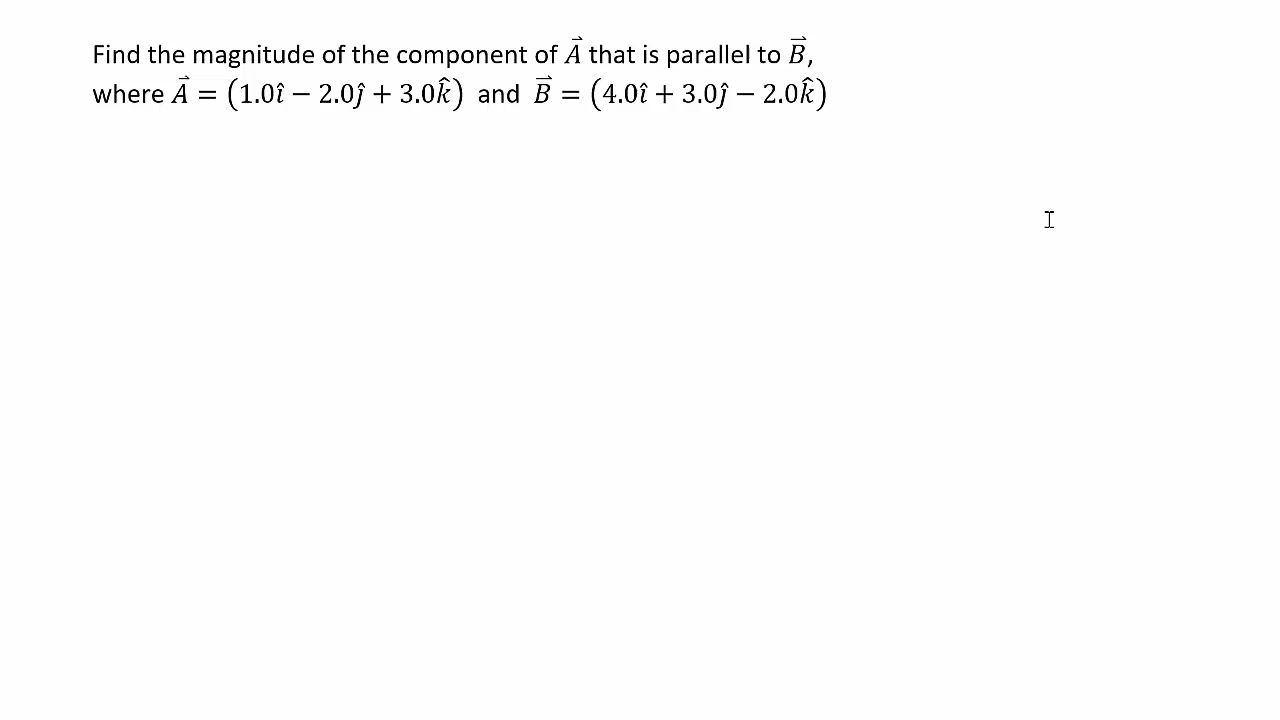 Find the magnitude of the component of A⃗ that is parallel to B⃗,
where A⃗ = (1.0î − 2.0ĵ + 3.0k̂) and B⃗ = (4.0î + 3.0ĵ − 2.0k̂)